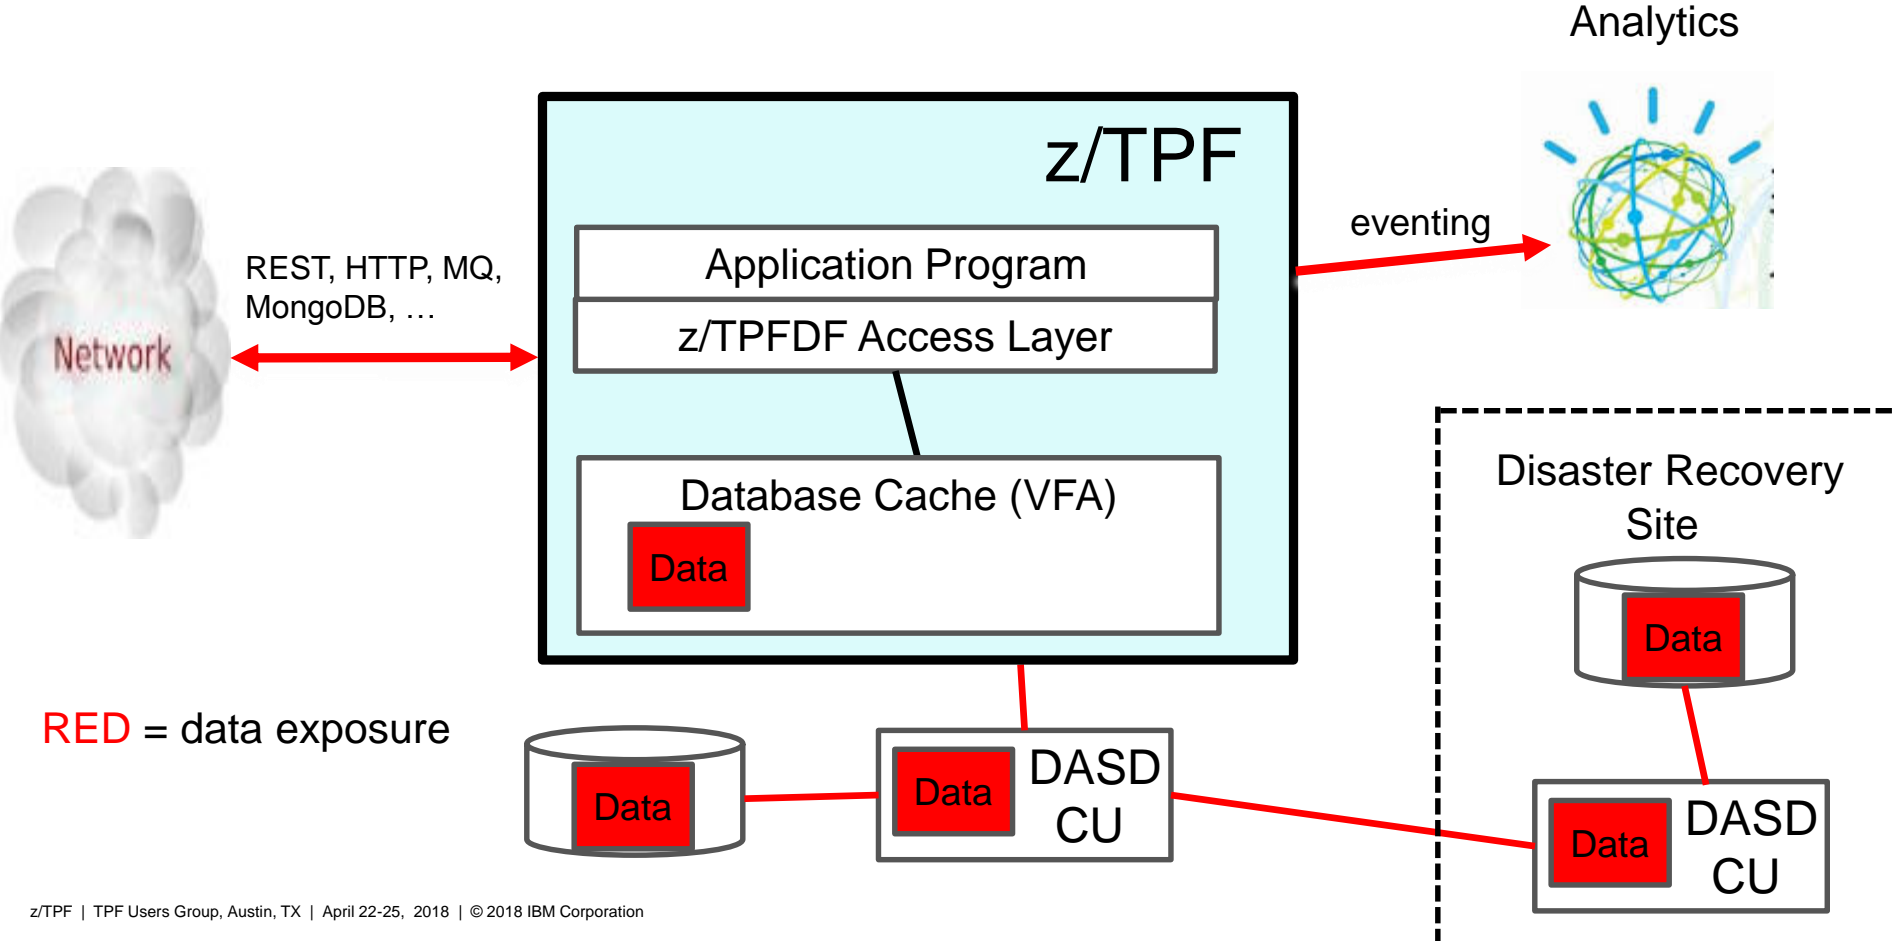 Analytics
z/TPF
eventing
REST, HTTP, MQ,
MongoDB, …
Network
Application Program
z/TPFDF Access Layer
Database Cache (VFA)
Data
Disaster Recovery
Site
Data
RED = data exposure
Data
Data
DASD
CU
Data
DASD
CU
z/TPF | TPF Users Group, Austin, TX | April 22-25, 2018 | © 2018 IBM Corporation